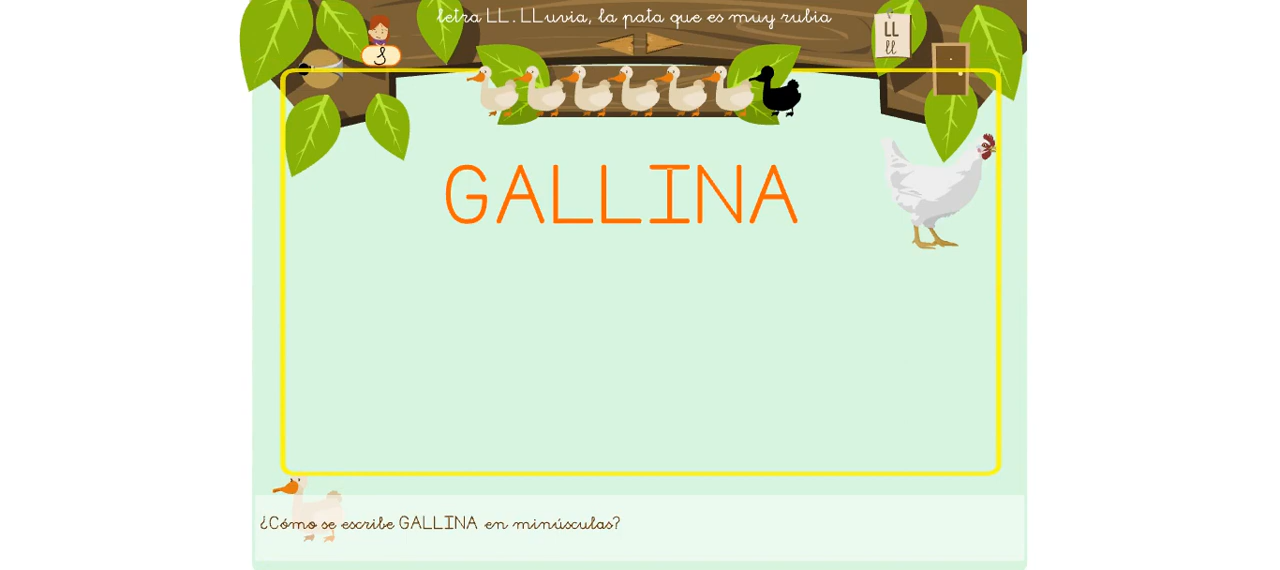 letra LL. LLuvia, la pata que es muy rubia
LL
ll
GALLINA
¿Cómo se escribe GALLINA en minúsculas?